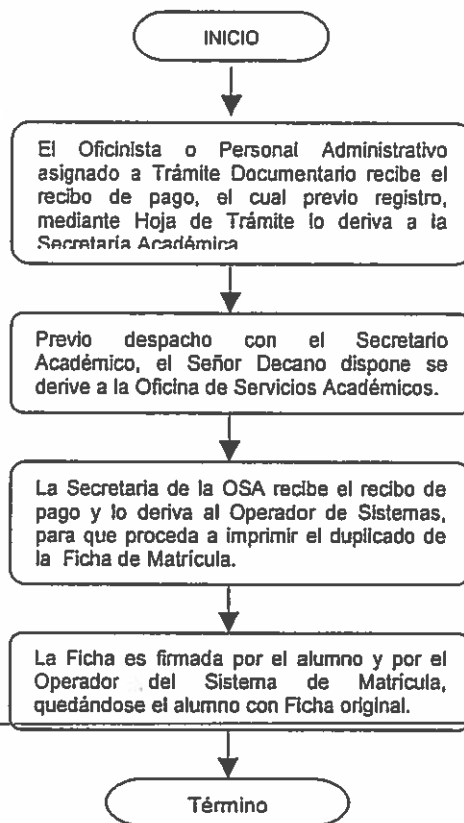 INICIO
El Oficinista o Personal Administrativo
asignado a Trámite Documentario recibe el
recibo de pago, el cual previo registro,
mediante Hoja de Trámite lo deriva a la
Secretaría Académica
Previo despacho con el Secretario
Académico, el Señor Decano dispone se
derive a la Oficina de Servicios Académicos.
La Secretaria de la OSA recibe el recibo de
pago y lo deriva al Operador de Sistemas,
para que proceda a imprimir el duplicado de
la Ficha de Matrícula.
La Ficha es firmada por el alumno y por el
Operador del Sistema de Matrícula,
quedándose el alumno con Ficha original.
Término